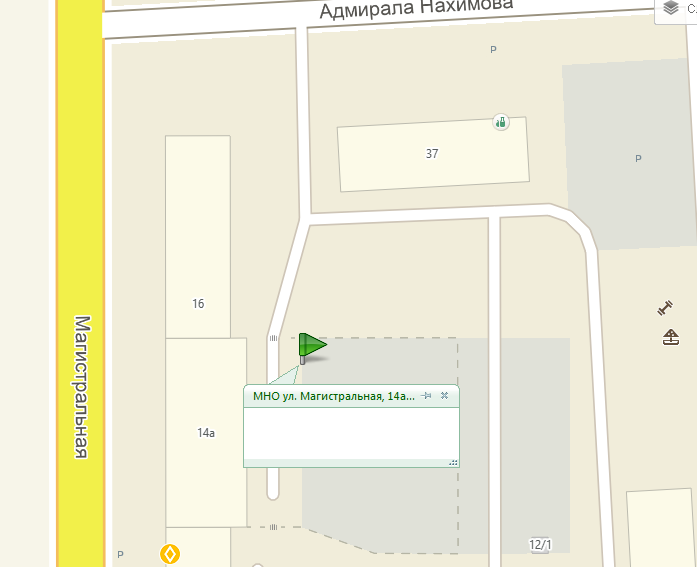 Адмирала Нахимова
С.
P
37
P
16
Магистральная
МНО ул. Магистральная, 14а...
14а
12/1
P